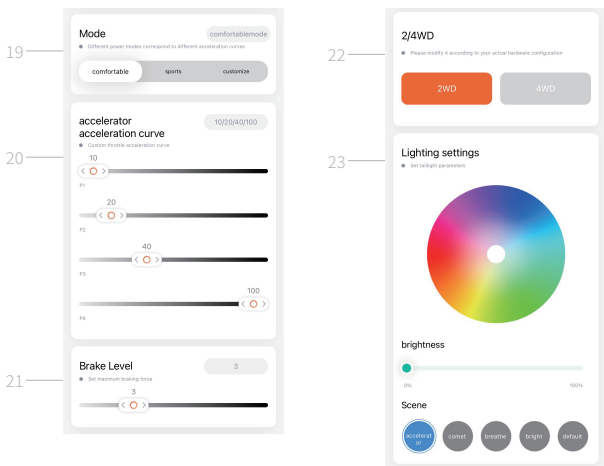 19
Mode
comfortablemode
Different power modes correspond to different acceleration curves
comfortable
sports
customize
20
accelerator
acceleration curve
10/20/40/100
Custom throttle acceleration curve
10
P1
20
P2
40
P3
100
P4
21
Brake Level
3
Set maximum braking force
3
22
2/4WD
Please modify it according to your actual hardware configuration
2WD
4WD
23
Lighting settings
Set taillight parameters
brightness
0%
100%
Scene
accelerat
or
comet
breathe
bright
default